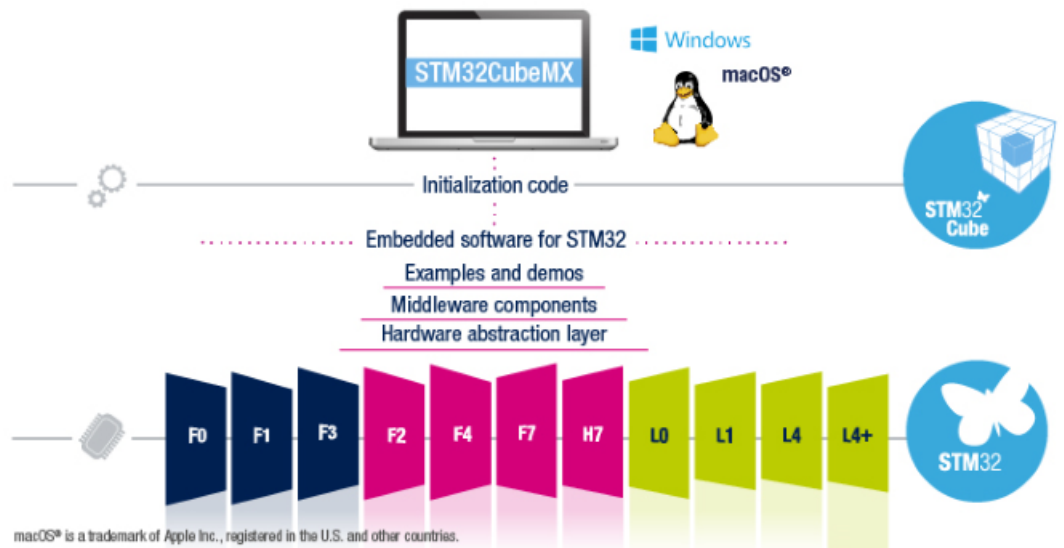 STM32CubeMX
Windows
macOS®
Initialization code
STM32
Cube
Embedded software for STM32
Examples and demos
Middleware components
Hardware abstraction layer
F0 F1 F3 F2 F4 F7 H7 L0 L1 L4 L4+
STM32
macOS® is a trademark of Apple Inc., registered in the U.S. and other countries.